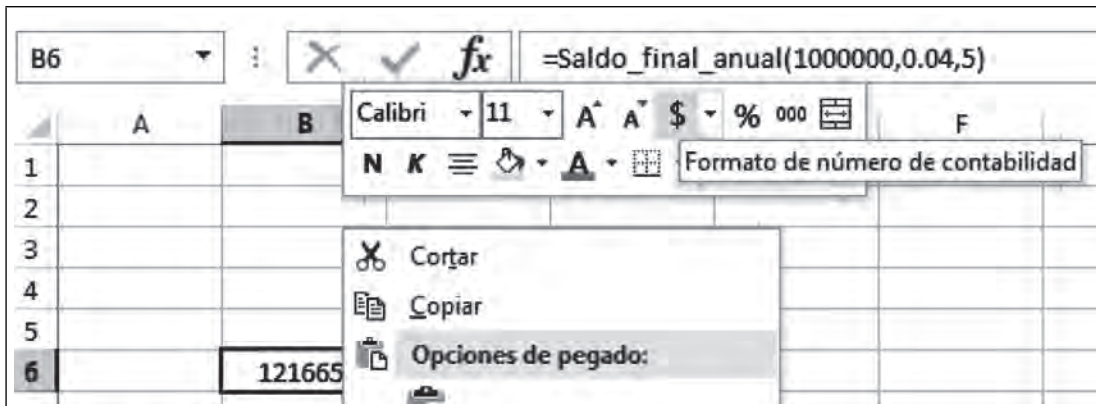 B6 fx =Saldo_final_anual(1000000,0.04,5)
Calibri 11 A A $ % 000
A B F
N K A Formato de número de contabilidad
1
2
3 Cortar
4 Copiar
5 Opciones de pegado:
6 121665